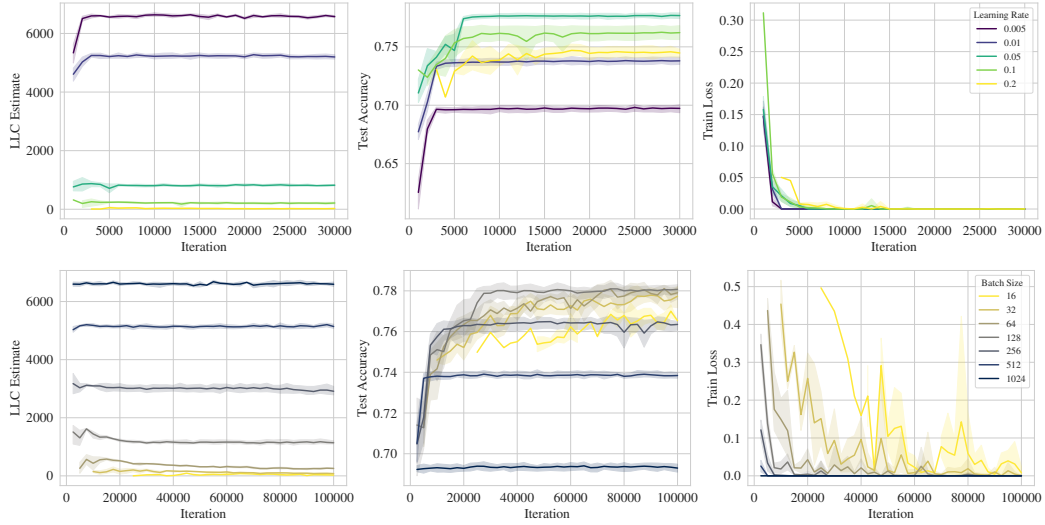 LLC Estimate
6000
4000
2000
0
0 5000 10000 15000 20000 25000 30000
Iteration
Test Accuracy
0.75
0.70
0.65
0 5000 10000 15000 20000 25000 30000
Iteration
Train Loss
0.30
0.25
0.20
0.15
0.10
0.05
0.00
0 5000 10000 15000 20000 25000 30000
Iteration
Learning Rate
0.005
0.01
0.05
0.1
0.2
LLC Estimate
6000
4000
2000
0
0 20000 40000 60000 80000 100000
Iteration
Test Accuracy
0.78
0.76
0.74
0.72
0.70
0 20000 40000 60000 80000 100000
Iteration
Train Loss
0.5
0.4
0.3
0.2
0.1
0.0
0 20000 40000 60000 80000 100000
Iteration
Batch Size
16
32
64
128
256
512
1024